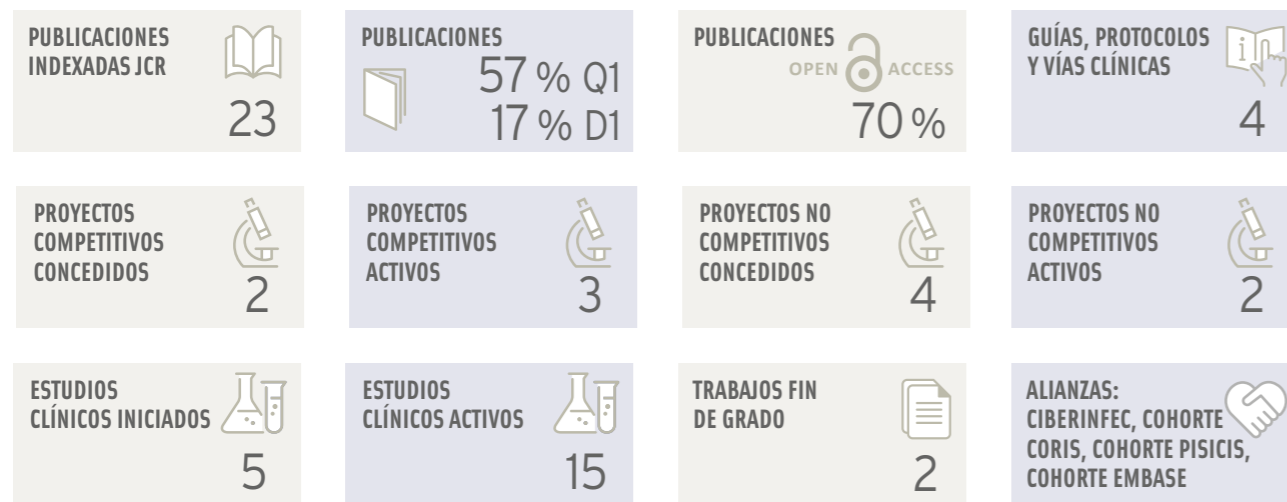 PUBLICACIONES
INDEXADAS JCR
23
PUBLICACIONES
57 % Q1
17 % D1
PUBLICACIONES
OPEN ACCESS
70 %
GUÍAS, PROTOCOLOS
Y VÍAS CLÍNICAS
4
PROYECTOS
COMPETITIVOS
CONCEDIDOS
2
PROYECTOS
COMPETITIVOS
ACTIVOS
3
PROYECTOS NO
COMPETITIVOS
CONCEDIDOS
4
PROYECTOS NO
COMPETITIVOS
ACTIVOS
2
ESTUDIOS
CLÍNICOS INICIADOS
5
ESTUDIOS
CLÍNICOS ACTIVOS
15
TRABAJOS FIN
DE GRADO
2
ALIANZAS:
CIBERINFEC, COHORTE
CORIS, COHORTE PISICIS,
COHORTE EMBASE